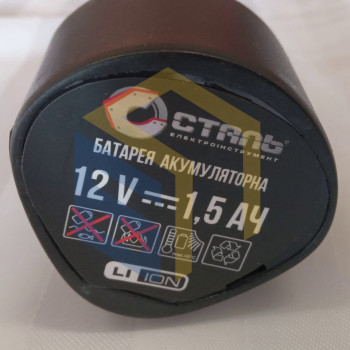 СТАЛЬ
ЕЛЕКТРОІНСТРУМЕНТ
БАТАРЕЯ АКУМУЛЯТОРНА
12 V 1,5 АЧ
LI ION